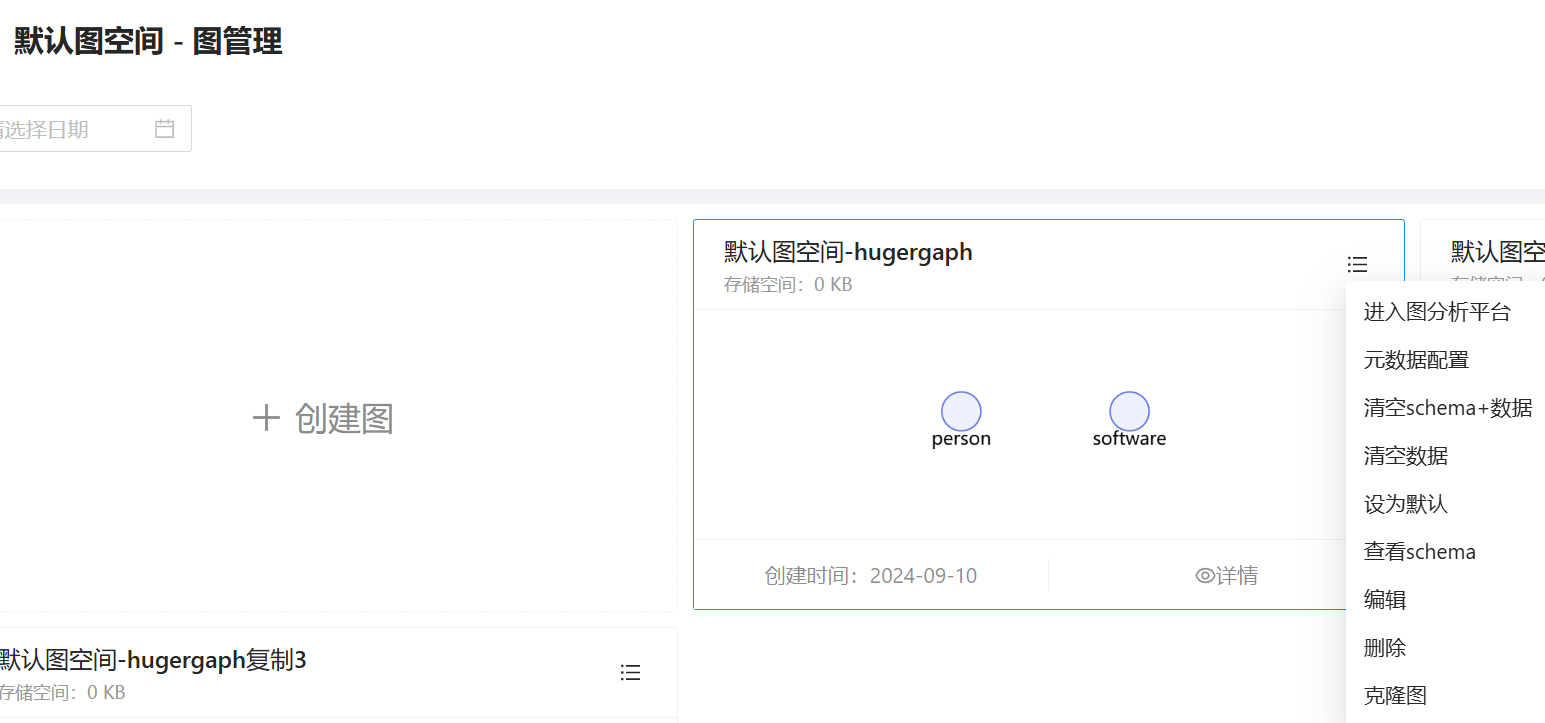 默认图空间 - 图管理
选择日期
默认图空间-hugergaph
存储空间：0 KB
默认图空
进入图分析平台
元数据配置
清空schema+数据
清空数据
设为默认
查看schema
编辑
删除
克隆图
创建图
person
software
创建时间：2024-09-10
详情
默认图空间-hugergaph复制3
存储空间：0 KB